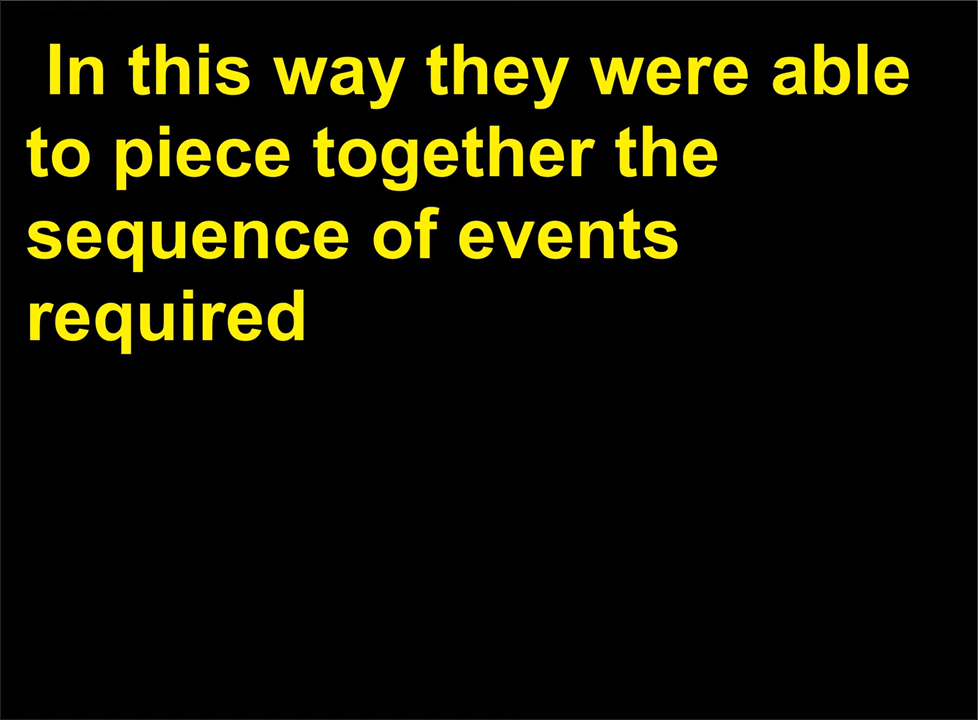 In this way they were able
to piece together the
sequence of events
required